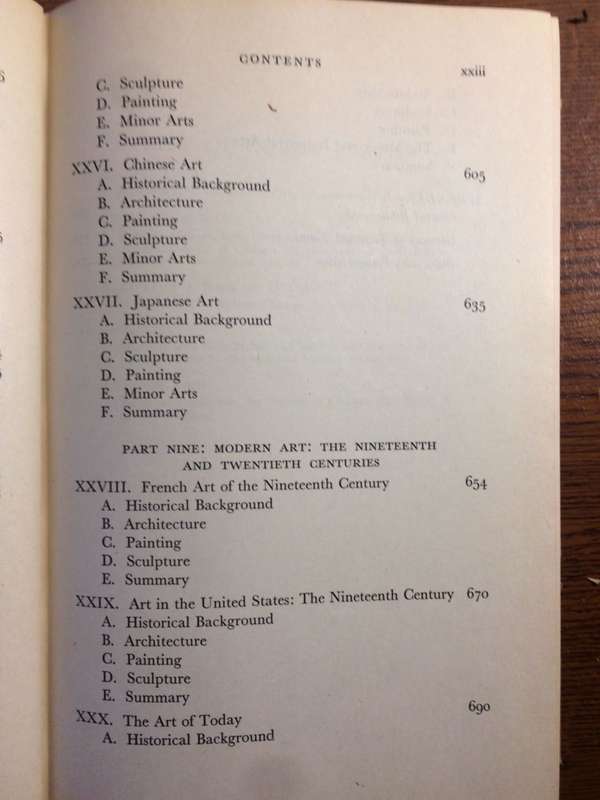 CONTENTS xxiii
C. Sculpture
D. Painting
E. Minor Arts
F. Summary
XXVI. Chinese Art 605
A. Historical Background
B. Architecture
C. Painting
D. Sculpture
E. Minor Arts
F. Summary
XXVII. Japanese Art 635
A. Historical Background
B. Architecture
C. Sculpture
D. Painting
E. Minor Arts
F. Summary
PART NINE: MODERN ART: THE NINETEENTH
AND TWENTIETH CENTURIES
XXVIII. French Art of the Nineteenth Century 654
A. Historical Background
B. Architecture
C. Painting
D. Sculpture
E. Summary
XXIX. Art in the United States: The Nineteenth Century 670
A. Historical Background
B. Architecture
C. Painting
D. Sculpture
E. Summary
XXX. The Art of Today 690
A. Historical Background